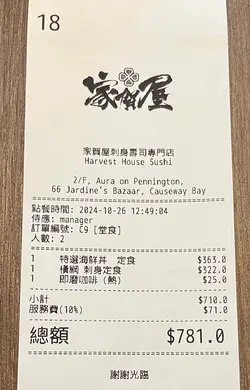 18
家賀屋
家賀屋刺身壽司專門店
Harvest House Sushi
2/F, Aura on Pennington,
66 Jardine's Bazaar, Causeway Bay
點餐時間: 2024-10-26 12:49:04
侍應: manager
訂單編號: C9 [堂食]
人數: 2
1 特選海鮮丼 定食 $363.0
1 橫綱 刺身定食 $322.0
1 即磨咖啡 (熱) $25.0
小計 $710.0
服務費(10%) $71.0
總額 $781.0
謝謝光臨